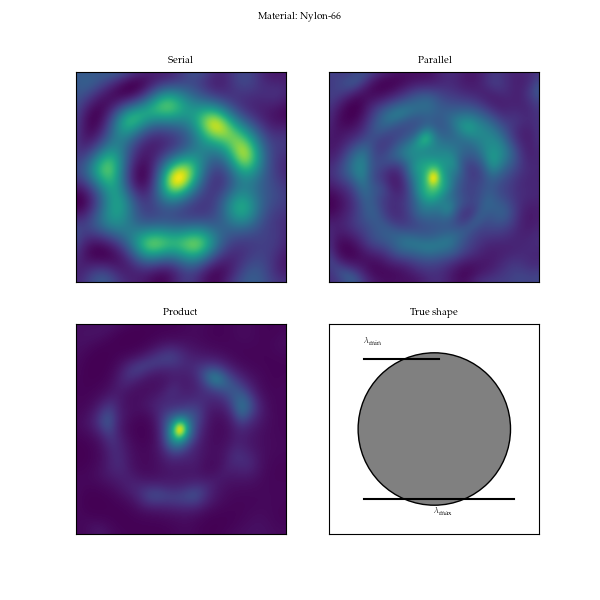 Material: Nylon-66
Serial
Parallel
Product
True shape
λmin
λmax